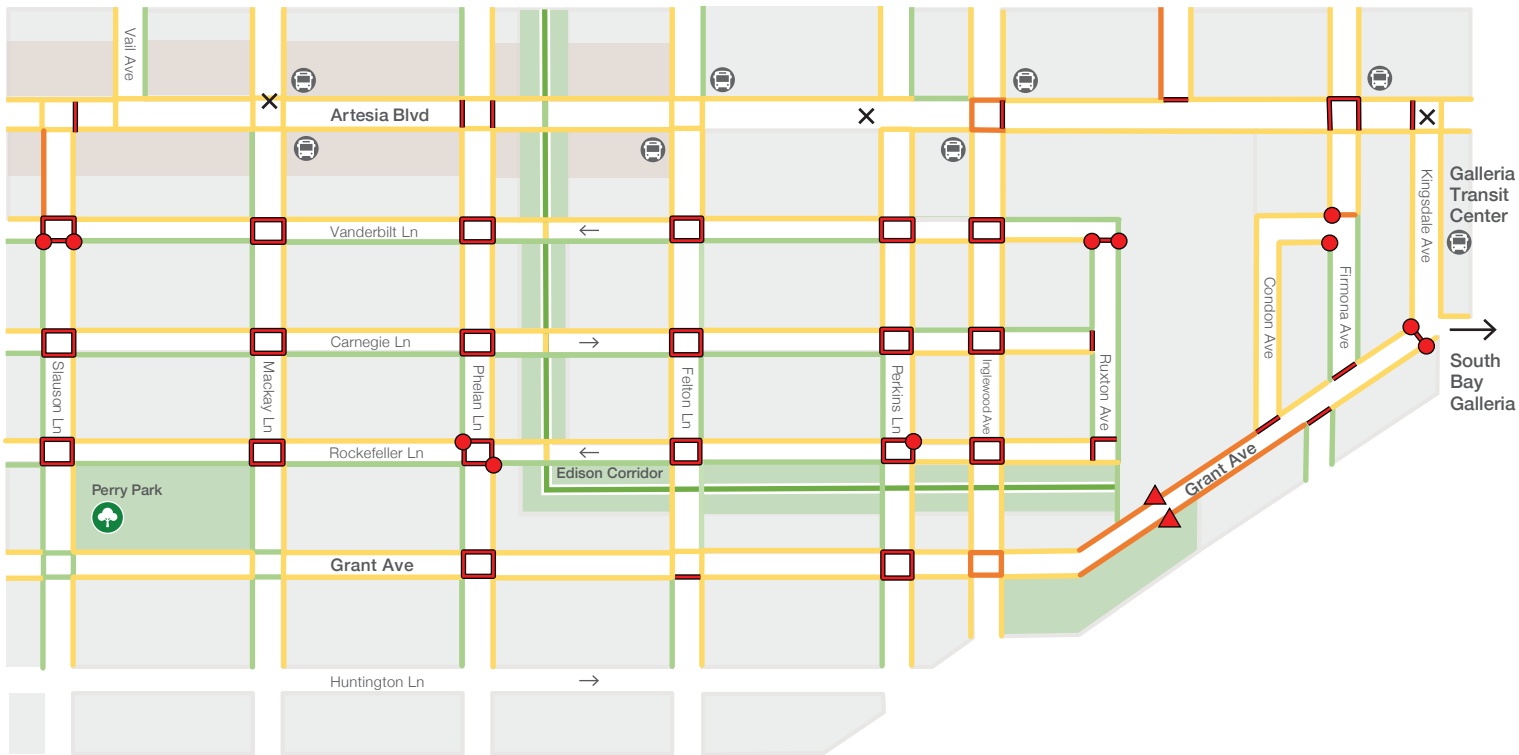 Vail Ave
Artesia Blvd
Kingsdale Ave
Galleria
Transit
Center
Vanderbilt Ln
←
Condon Ave
Firmona Ave
Carnegie Ln
→
→
South
Bay
Galleria
Slauson Ln
Mackay Ln
Phelan Ln
Felton Ln
Perkins Ln
Inglewood Ave
Ruxton Ave
Rockefeller Ln
←
Edison Corridor
Grant Ave
Perry Park
Grant Ave
Huntington Ln
→